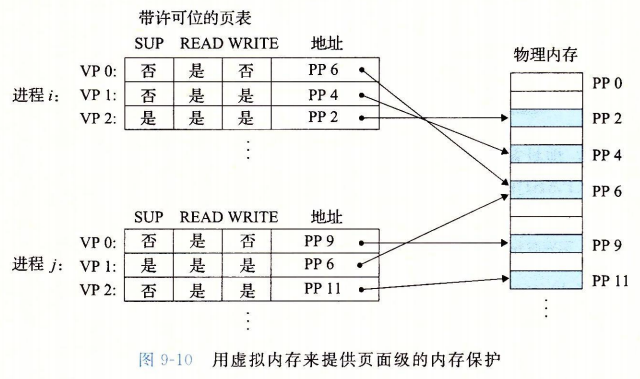 带许可位的页表
SUP READ WRITE 地址
进程 i: VP 0: 否 是 否 PP 6
VP 1: 否 是 是 PP 4
VP 2: 是 是 是 PP 2
⋮
SUP READ WRITE 地址
进程 j: VP 0: 否 是 否 PP 9
VP 1: 是 是 是 PP 6
VP 2: 否 是 是 PP 11
⋮
物理内存
PP 0
PP 2
PP 4
PP 6
PP 9
PP 11
⋮
图 9-10 用虚拟内存来提供页面级的内存保护